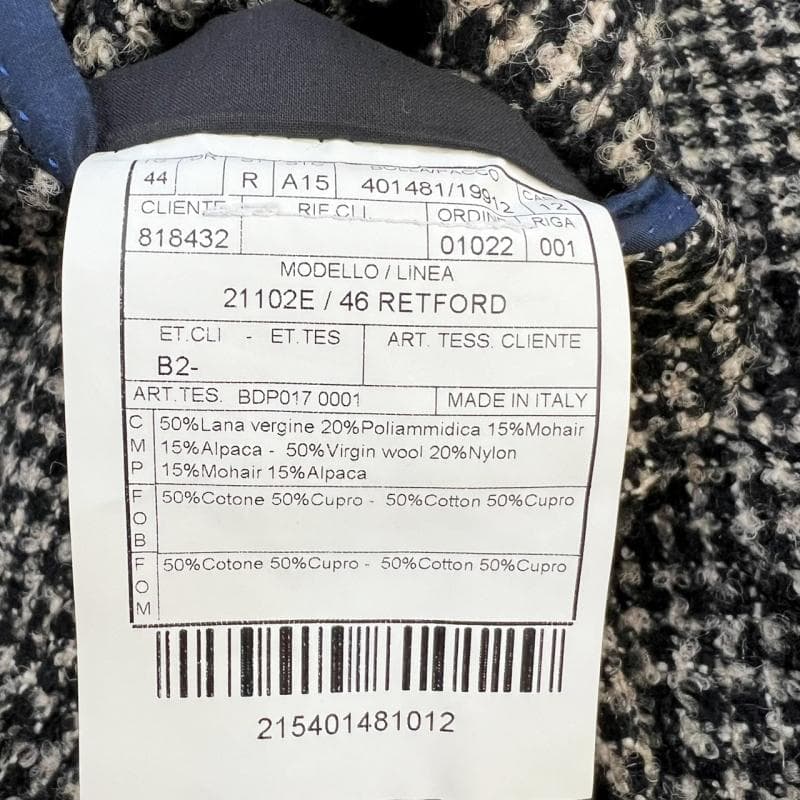 44 R A15 401481/19912
CLIENTE RIF.CLI. ORDINE RIGA
818432 01022 001
MODELLO / LINEA
21102E / 46 RETFORD
ET.CLI - ET.TES ART. TESS. CLIENTE
B2-
ART.TES. BDP017 0001 MADE IN ITALY
CMP 50%Lana vergine 20%Poliammidica 15%Mohair
15%Alpaca - 50%Virgin wool 20%Nylon
15%Mohair 15%Alpaca
FOB 50%Cotone 50%Cupro - 50%Cotton 50%Cupro
FOM 50%Cotone 50%Cupro - 50%Cotton 50%Cupro
215401481012